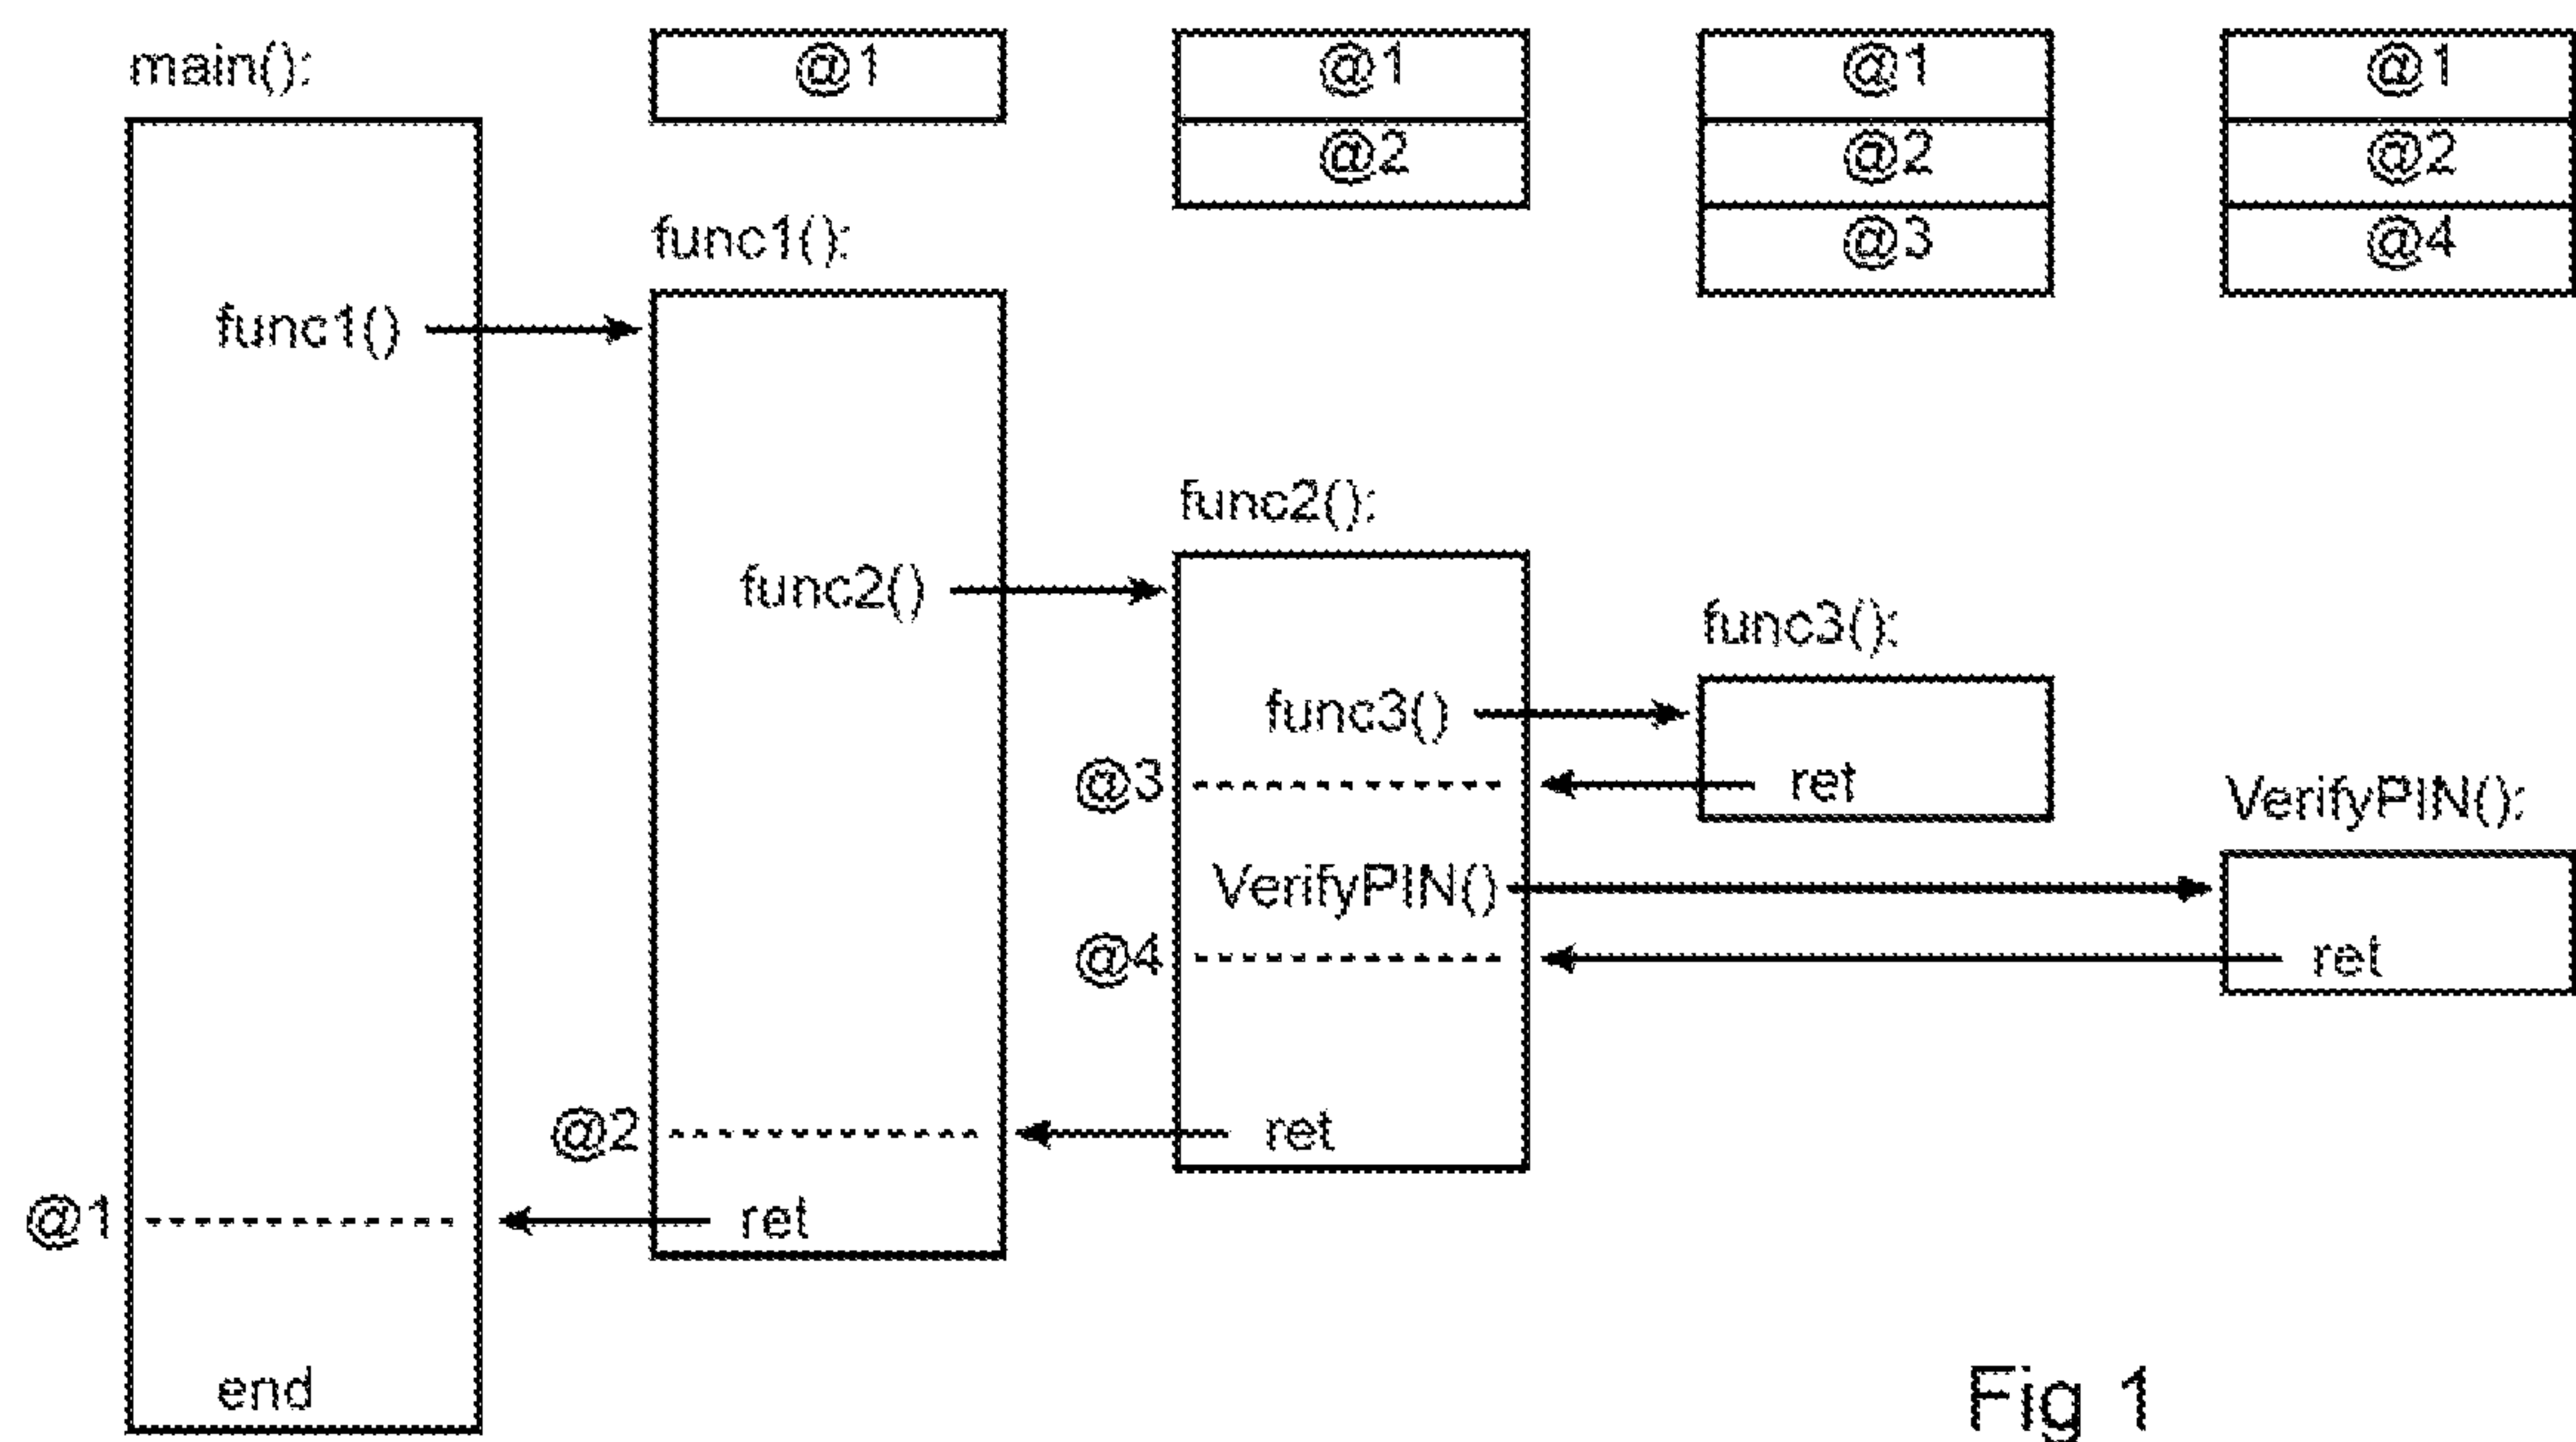 main():
@1
@1
@1
@1
@2
@2
@2
func1():
@3
@4
func1()
func2():
func2()
func3():
func3()
@3
ret
VerifyPIN():
VerifyPIN()
@4
ret
@2
ret
@1
ret
end
Fig 1